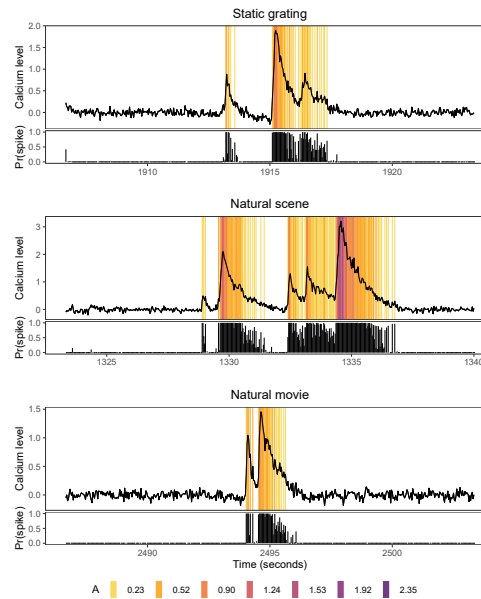 Static grating
Calcium level
2.0
1.5
1.0
0.5
0.0
Pr(spike)
1.0
0.5
0.0
1910 1915 1920
Natural scene
Calcium level
3
2
1
0
Pr(spike)
1.0
0.5
0.0
1325 1330 1335 1340
Natural movie
Calcium level
1.5
1.0
0.5
0.0
Pr(spike)
1.0
0.5
0.0
2490 2495 2500
Time (seconds)
A 0.23 0.52 0.90 1.24 1.53 1.92 2.35